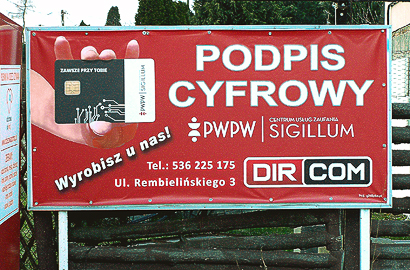 PODPIS
CYFROWY
ZAWSZE PRZY TOBIE
PWPW SIGILLUM
PWPW
CENTRUM USŁUG ZAUFANIA
SIGILLUM
Wyrobisz u nas!
Tel.: 536 225 175
Ul. Rembielińskiego 3
DIR COM